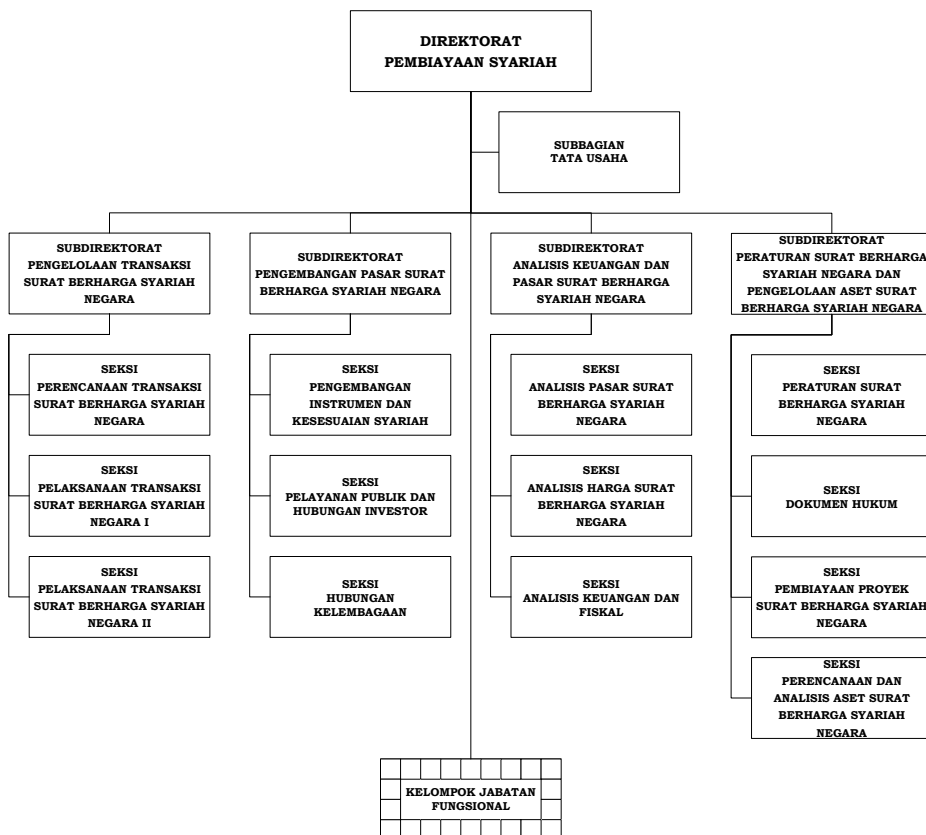 DIREKTORAT
PEMBIAYAAN SYARIAH
SUBBAGIAN
TATA USAHA
SUBDIREKTORAT
PENGELOLAAN TRANSAKSI
SURAT BERHARGA SYARIAH
NEGARA
SUBDIREKTORAT
PENGEMBANGAN PASAR SURAT
BERHARGA SYARIAH NEGARA
SUBDIREKTORAT
ANALISIS KEUANGAN DAN
PASAR SURAT BERHARGA
SYARIAH NEGARA
SUBDIREKTORAT
PERATURAN SURAT BERHARGA
SYARIAH NEGARA DAN
PENGELOLAAN ASET SURAT
BERHARGA SYARIAH NEGARA
SEKSI
PERENCANAAN TRANSAKSI
SURAT BERHARGA SYARIAH
NEGARA
SEKSI
PENGEMBANGAN
INSTRUMEN DAN
KESESUAIAN SYARIAH
SEKSI
ANALISIS PASAR SURAT
BERHARGA SYARIAH
NEGARA
SEKSI
PERATURAN SURAT
BERHARGA SYARIAH
NEGARA
SEKSI
PELAKSANAAN TRANSAKSI
SURAT BERHARGA SYARIAH
NEGARA I
SEKSI
PELAYANAN PUBLIK DAN
HUBUNGAN INVESTOR
SEKSI
ANALISIS HARGA SURAT
BERHARGA SYARIAH
NEGARA
SEKSI
DOKUMEN HUKUM
SEKSI
PELAKSANAAN TRANSAKSI
SURAT BERHARGA SYARIAH
NEGARA II
SEKSI
HUBUNGAN
KELEMBAGAAN
SEKSI
ANALISIS KEUANGAN DAN
FISKAL
SEKSI
PEMBIAYAAN PROYEK
SURAT BERHARGA SYARIAH
NEGARA
SEKSI
PERENCANAAN DAN
ANALISIS ASET SURAT
BERHARGA SYARIAH
NEGARA
KELOMPOK JABATAN
FUNGSIONAL